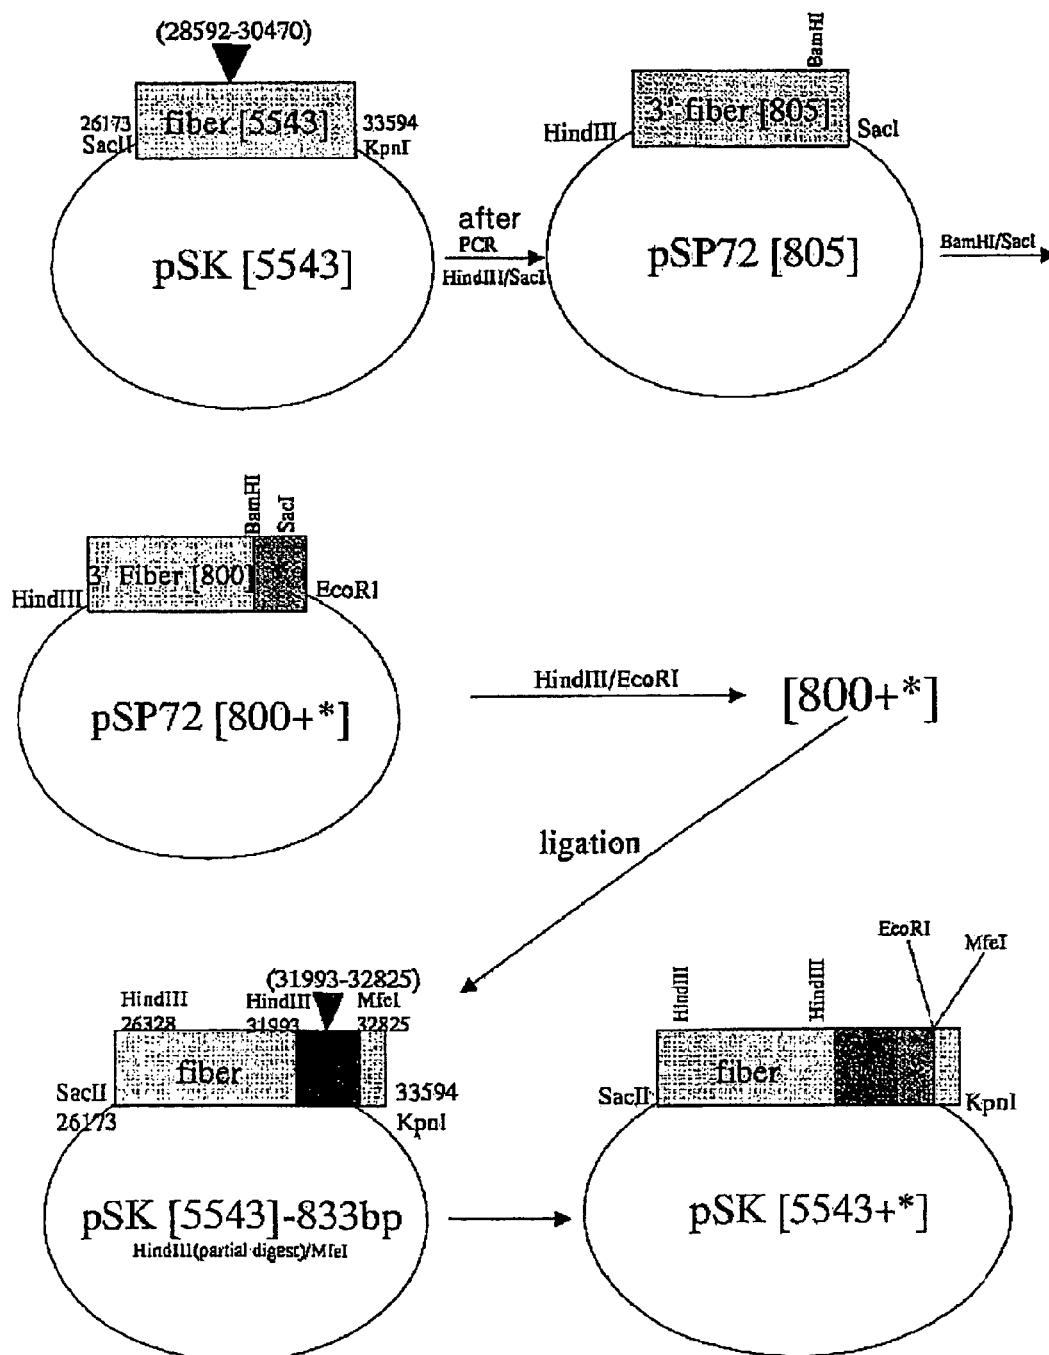 (28592-30470)
fiber [5543]
26173
SacII
33594
KpnI
pSK [5543]
after
PCR
HindIII/SacI
BamHI
3' fiber [805]
HindIII
SacI
pSP72 [805]
BamHI/SacI
BamHI
SacI
3' Fiber [800]
HindIII
EcoRI
pSP72 [800+*]
HindIII/EcoRI
[800+*]
ligation
(31993-32825)
HindIII
26328
HindIII
31993
MfeI
32825
fiber
SacII
26173
33594
KpnI
pSK [5543]-833bp
HindIII(partial digest)/MfeI
EcoRI
MfeI
HindIII
HindIII
fiber
SacII
KpnI
pSK [5543+*]